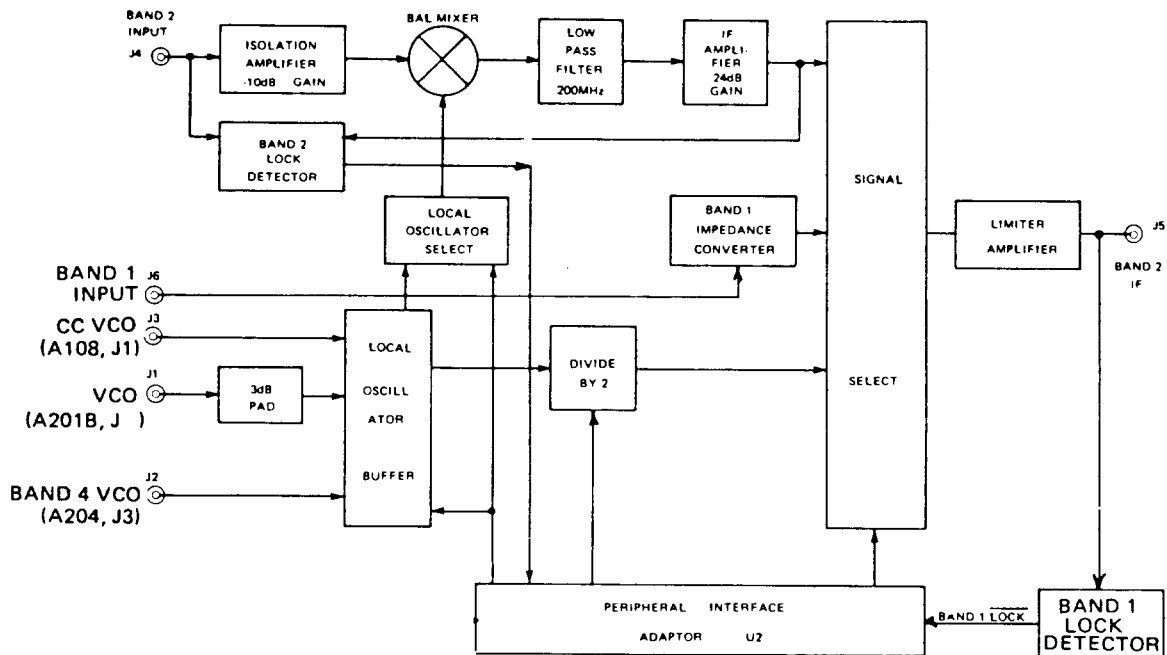 BAND 2
INPUT
J4
ISOLATION
AMPLIFIER
-10dB GAIN
BAL MIXER
LOW
PASS
FILTER
200MHz
IF
AMPLI-
FIER
24dB
GAIN
BAND 2
LOCK
DETECTOR
LOCAL
OSCILLATOR
SELECT
BAND 1
IMPEDANCE
CONVERTER
SIGNAL
SELECT
LIMITER
AMPLIFIER
J5
BAND 2
IF
BAND 1
INPUT
J6
CC VCO
(A108, J1)
J3
VCO
(A201B, J )
J1
3dB
PAD
BAND 4 VCO
(A204, J3)
J2
LOCAL
OSCILL
ATOR
BUFFER
DIVIDE
BY 2
PERIPHERAL INTERFACE
ADAPTOR U2
BAND 1 LOCK
BAND 1
LOCK
DETECTOR